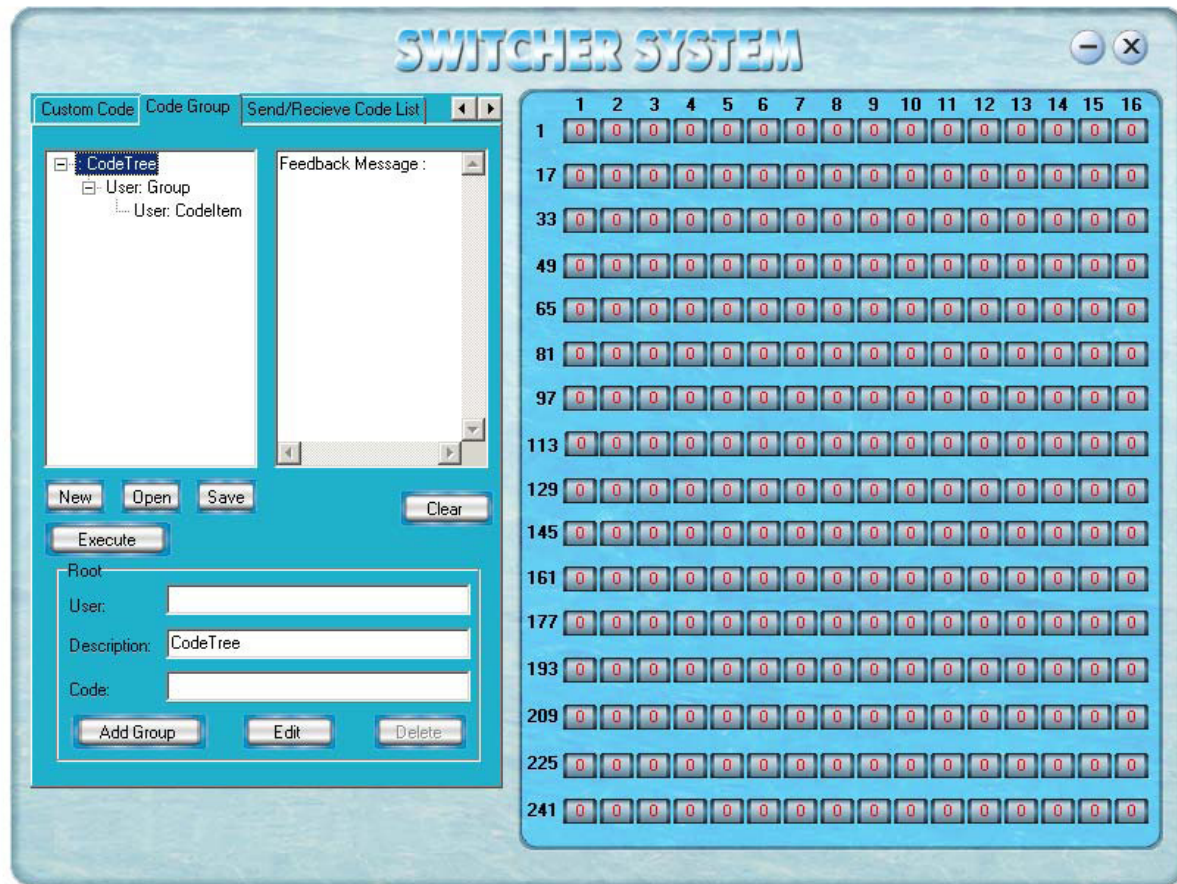 SWITCHER SYSTEM
Custom Code Code Group Send/Recieve Code List
: CodeTree
User: Group
User: CodeItem
Feedback Message :
New Open Save
Clear
Execute
Root
User:
Description: CodeTree
Code:
Add Group Edit Delete
1 2 3 4 5 6 7 8 9 10 11 12 13 14 15 16
1 0 0 0 0 0 0 0 0 0 0 0 0 0 0 0 0
17 0 0 0 0 0 0 0 0 0 0 0 0 0 0 0 0
33 0 0 0 0 0 0 0 0 0 0 0 0 0 0 0 0
49 0 0 0 0 0 0 0 0 0 0 0 0 0 0 0 0
65 0 0 0 0 0 0 0 0 0 0 0 0 0 0 0 0
81 0 0 0 0 0 0 0 0 0 0 0 0 0 0 0 0
97 0 0 0 0 0 0 0 0 0 0 0 0 0 0 0 0
113 0 0 0 0 0 0 0 0 0 0 0 0 0 0 0 0
129 0 0 0 0 0 0 0 0 0 0 0 0 0 0 0 0
145 0 0 0 0 0 0 0 0 0 0 0 0 0 0 0 0
161 0 0 0 0 0 0 0 0 0 0 0 0 0 0 0 0
177 0 0 0 0 0 0 0 0 0 0 0 0 0 0 0 0
193 0 0 0 0 0 0 0 0 0 0 0 0 0 0 0 0
209 0 0 0 0 0 0 0 0 0 0 0 0 0 0 0 0
225 0 0 0 0 0 0 0 0 0 0 0 0 0 0 0 0
241 0 0 0 0 0 0 0 0 0 0 0 0 0 0 0 0